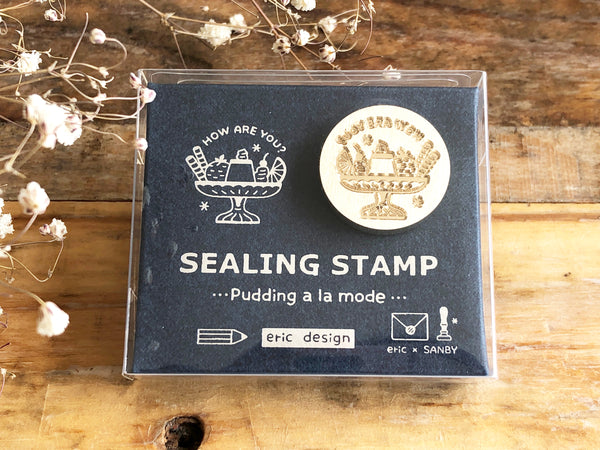 HOW ARE YOU?
SEALING STAMP
···Pudding a la mode···
eric design
eric × SANBY